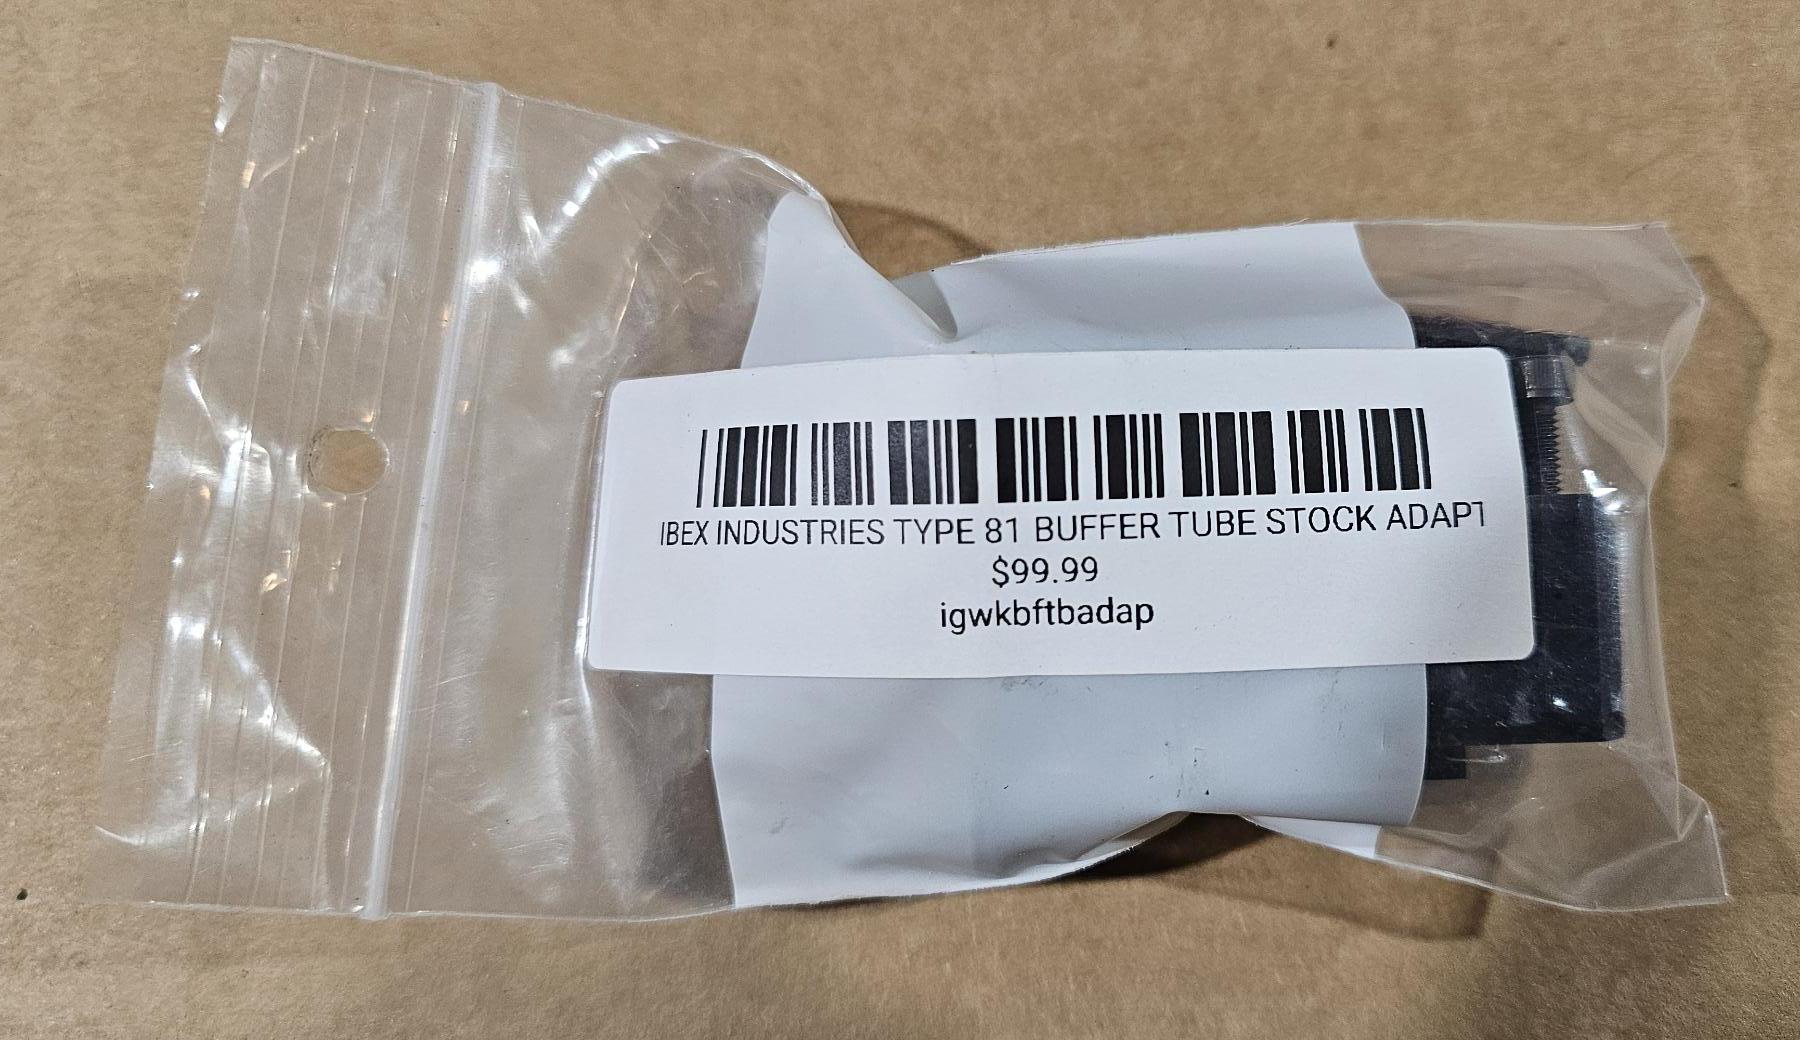 IBEX INDUSTRIES TYPE 81 BUFFER TUBE STOCK ADAPT
$99.99
igwkbftbadap